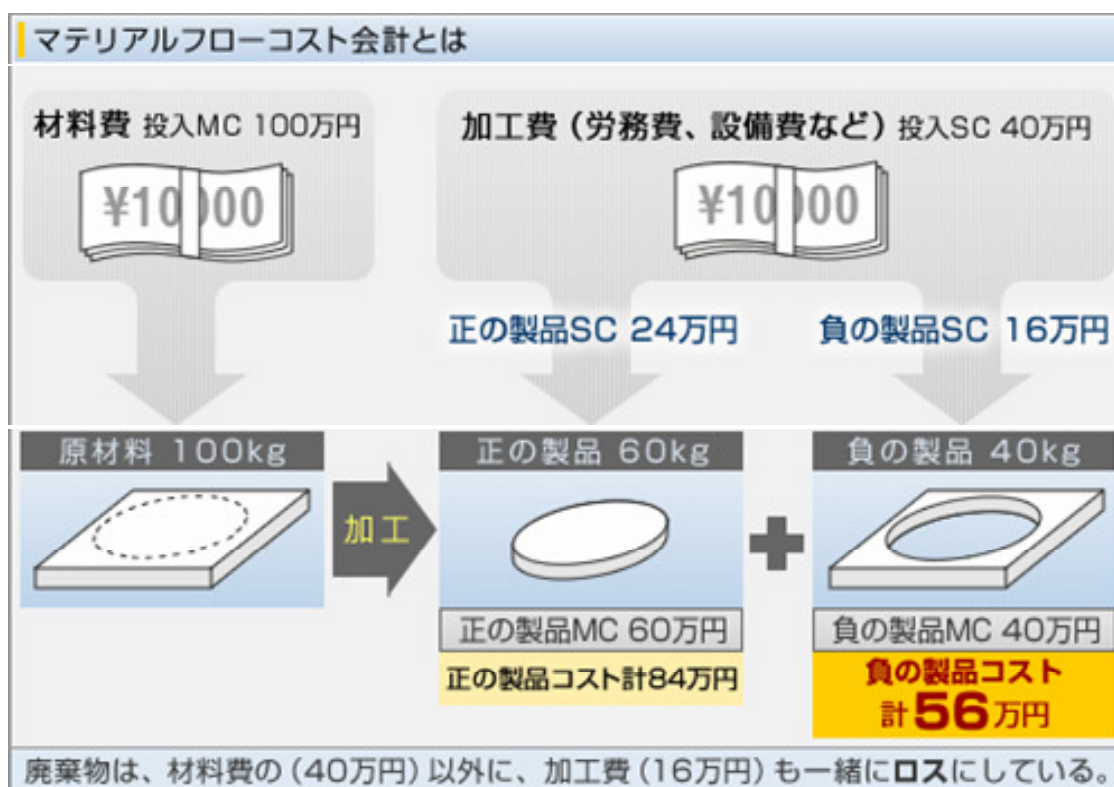 マテリアルフローコスト会計とは
材料費 投入MC 100万円
加工費（労務費、設備費など）投入SC 40万円
¥10000
¥10000
正の製品SC 24万円
負の製品SC 16万円
原材料 100kg
加工
正の製品 60kg
負の製品 40kg
正の製品MC 60万円
負の製品MC 40万円
正の製品コスト計84万円
負の製品コスト
計56万円
廃棄物は、材料費の（40万円）以外に、加工費（16万円）も一緒にロスにしている。